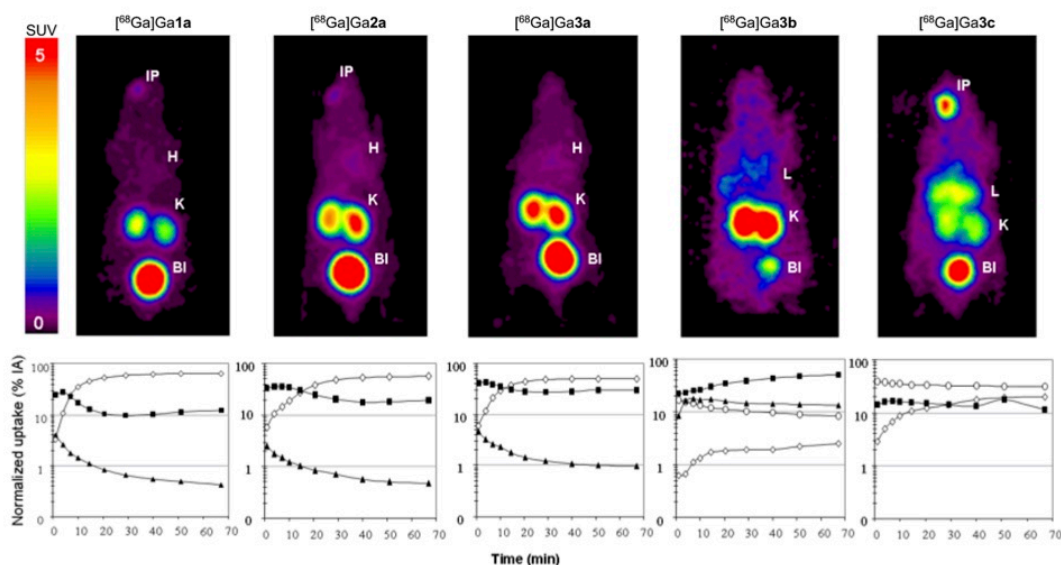 SUV
[⁶⁸Ga]Ga1a [⁶⁸Ga]Ga2a [⁶⁸Ga]Ga3a [⁶⁸Ga]Ga3b [⁶⁸Ga]Ga3c
5
0
IP
H
K
Bl
IP
H
K
Bl
H
K
Bl
L
K
Bl
IP
L
K
Bl
Normalized uptake (% IA)
100
10
1
0
0 10 20 30 40 50 60 70
100
10
1
0
0 10 20 30 40 50 60 70
100
10
1
0
0 10 20 30 40 50 60 70
100
10
1
0
0 10 20 30 40 50 60 70
100
10
1
0
0 10 20 30 40 50 60 70
Time (min)